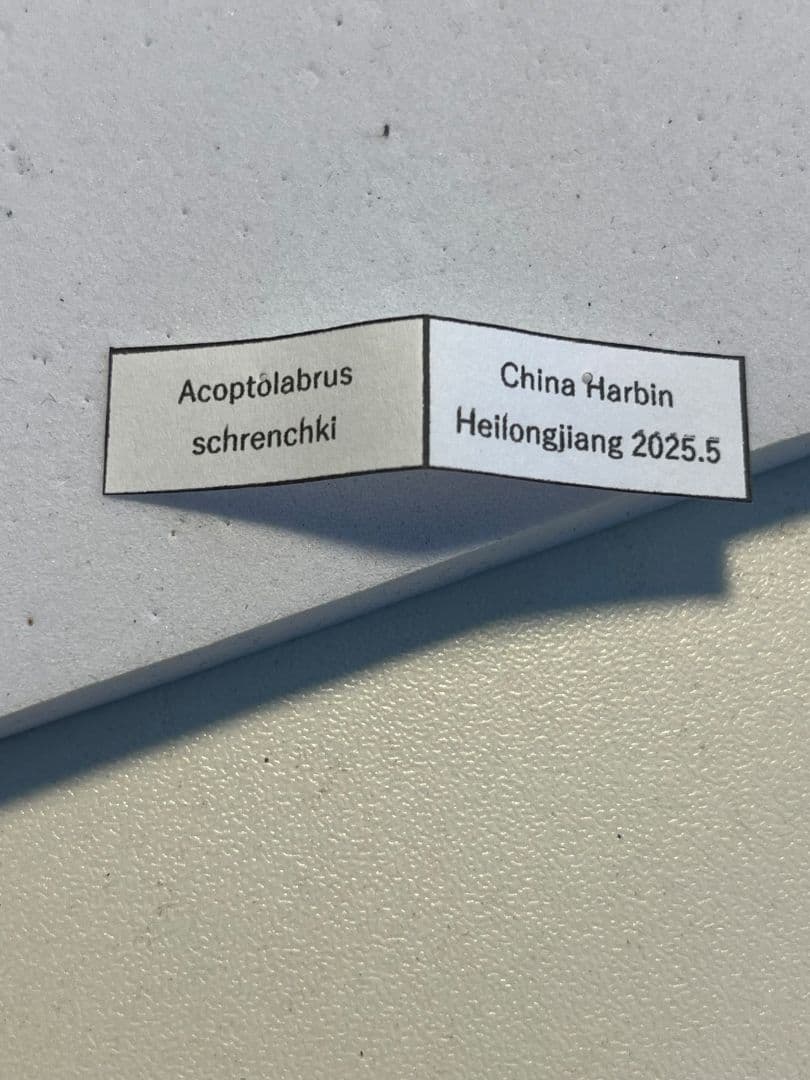 Acoptolabrus
schrenchki
China Harbin
Heilongjiang 2025.5